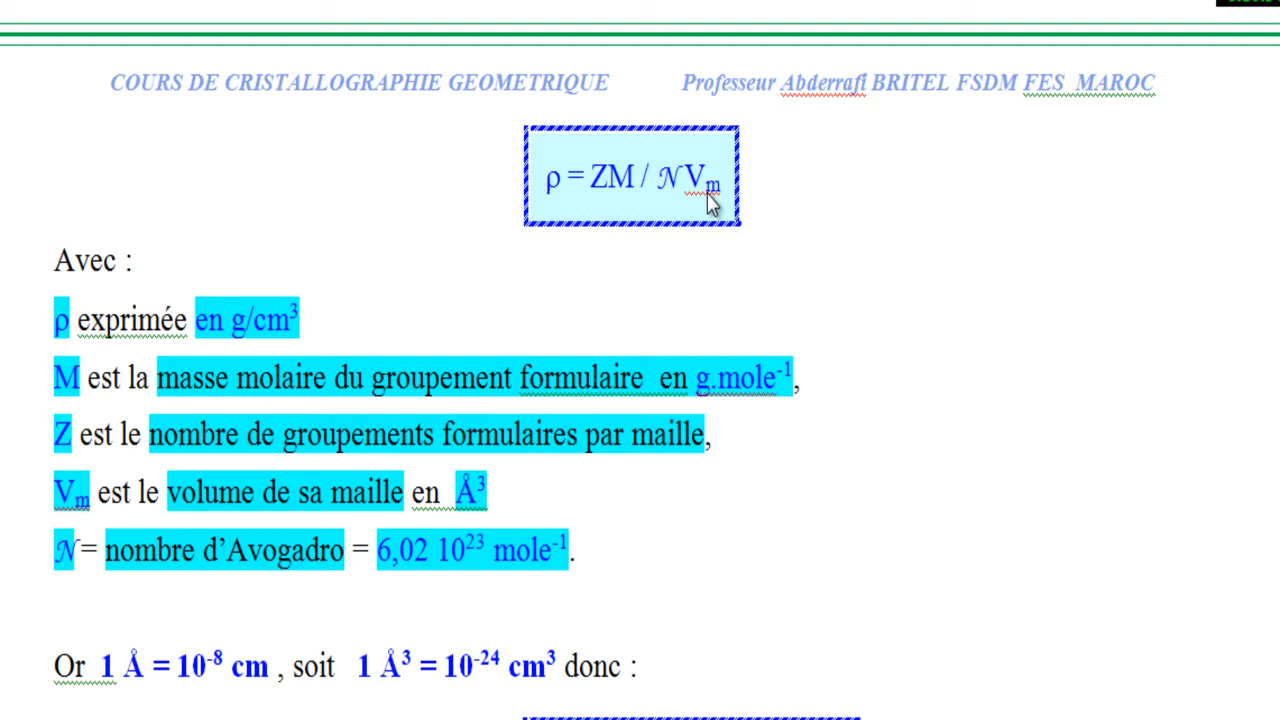 COURS DE CRISTALLOGRAPHIE GEOMETRIQUE Professeur Abderrafi BRITEL FSDM FES MAROC
ρ = ZM / 𝒩 Vₘ
Avec :
ρ exprimée en g/cm³
M est la masse molaire du groupement formulaire en g.mole⁻¹,
Z est le nombre de groupements formulaires par maille,
Vₘ est le volume de sa maille en Å³
𝒩 = nombre d’Avogadro = 6,02 10²³ mole⁻¹.
Or 1 Å = 10⁻⁸ cm , soit 1 Å³ = 10⁻²⁴ cm³ donc :